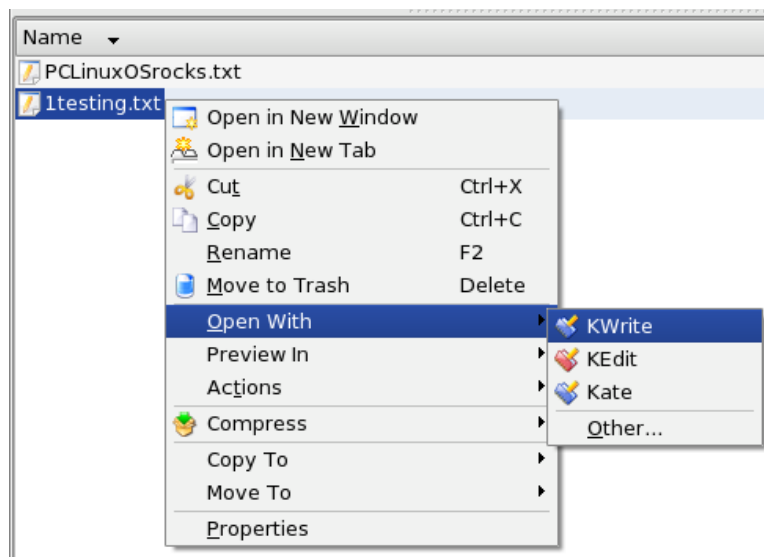 Name
PCLinuxOSrocks.txt
1testing.txt
Open in New Window
Open in New Tab
Cut Ctrl+X
Copy Ctrl+C
Rename F2
Move to Trash Delete
Open With
KWrite
Preview In
KEdit
Actions
Kate
Compress
Other...
Copy To
Move To
Properties